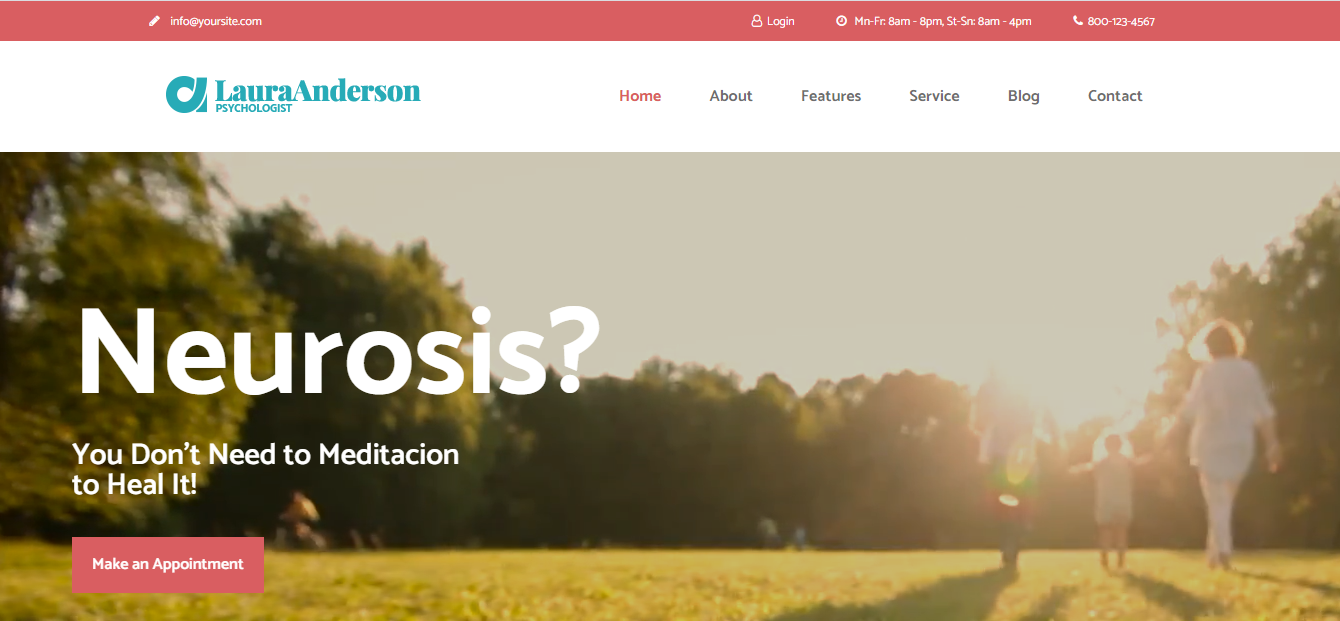 info@yoursite.com
Login
Mn-Fr: 8am - 8pm, St-Sn: 8am - 4pm
800-123-4567
LauraAnderson
PSYCHOLOGIST
Home
About
Features
Service
Blog
Contact
Neurosis?
You Don't Need to Meditacion
to Heal It!
Make an Appointment